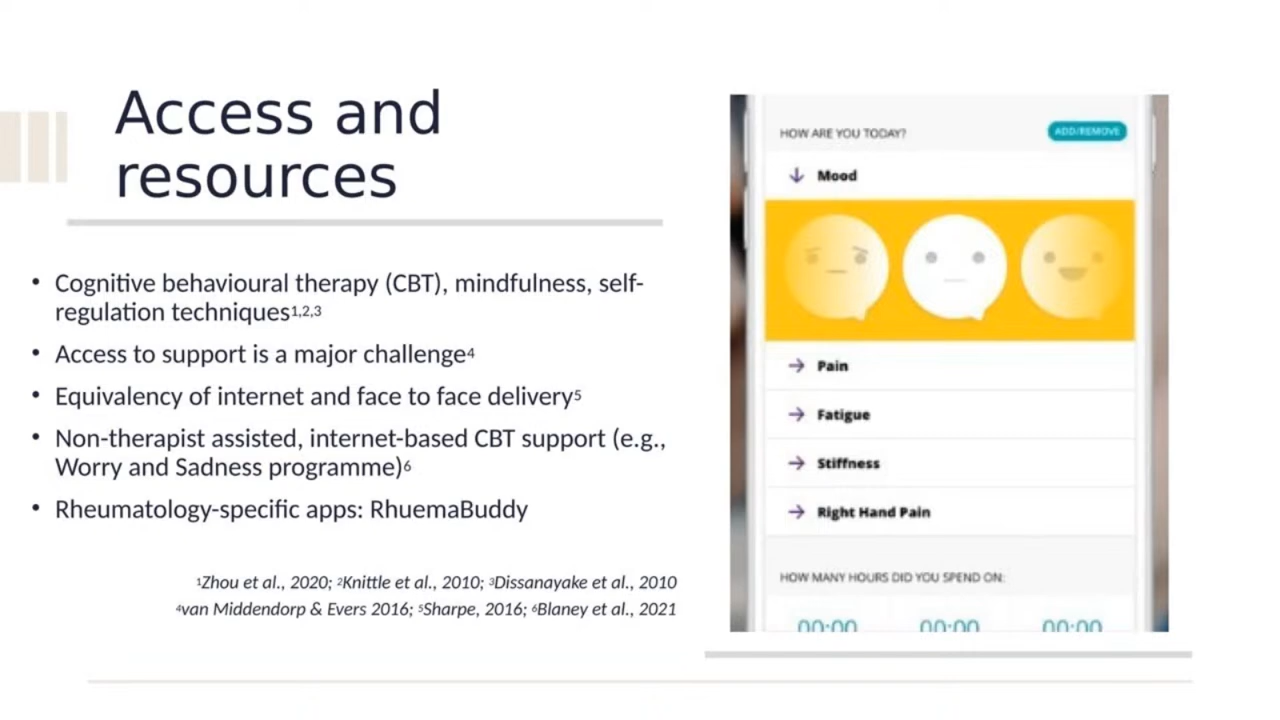 Access and
resources
• Cognitive behavioural therapy (CBT), mindfulness, self-
regulation techniques1,2,3
• Access to support is a major challenge4
• Equivalency of internet and face to face delivery5
• Non-therapist assisted, internet-based CBT support (e.g.,
Worry and Sadness programme)6
• Rheumatology-specific apps: RhuemaBuddy
1Zhou et al., 2020; 2Knittle et al., 2010; 3Dissanayake et al., 2010
4van Middendorp & Evers 2016; 5Sharpe, 2016; 6Blaney et al., 2021
HOW ARE YOU TODAY?
ADD/REMOVE
Mood
Pain
Fatigue
Stiffness
Right Hand Pain
HOW MANY HOURS DID YOU SPEND ON:
00:00 00:00 00:00